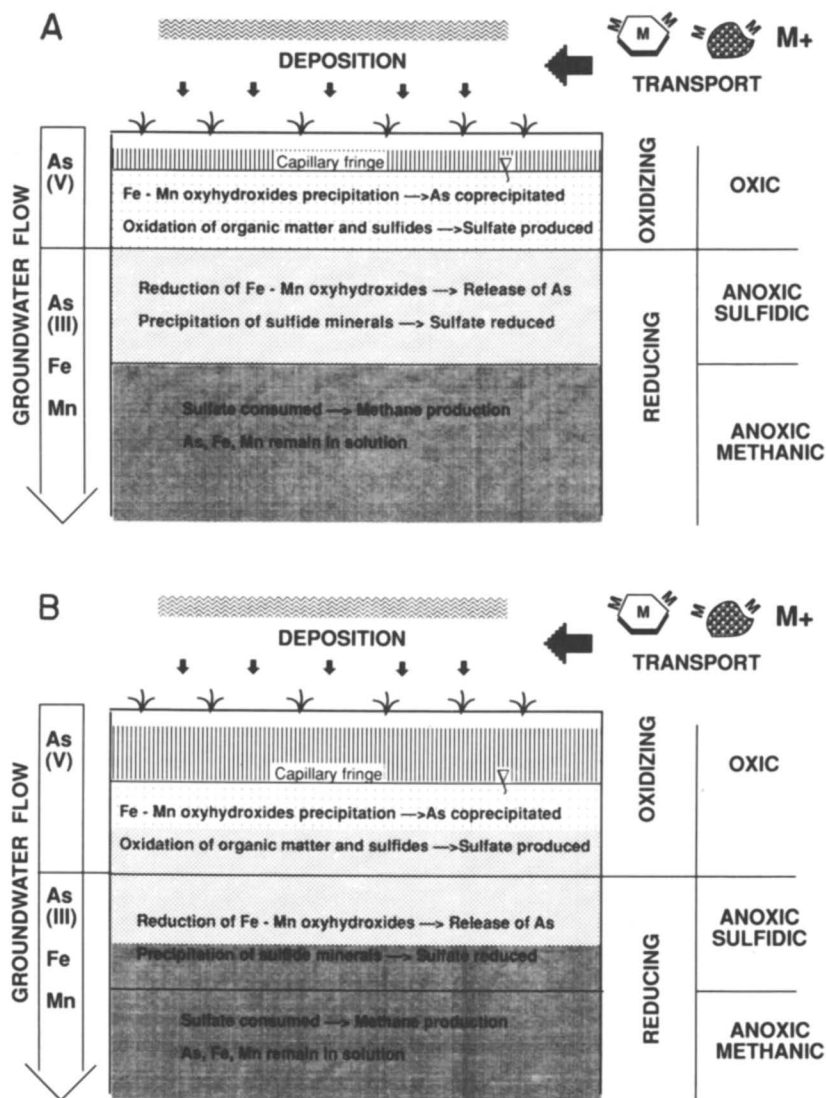 A
M M M
M M M+
DEPOSITION
TRANSPORT
GROUNDWATER FLOW
As
(V)
Capillary fringe
Fe - Mn oxyhydroxides precipitation —>As coprecipitated
Oxidation of organic matter and sulfides —>Sulfate produced
OXIDIZING
OXIC
As
(III)
Fe
Mn
Reduction of Fe - Mn oxyhydroxides —> Release of As
Precipitation of sulfide minerals —> Sulfate reduced
Sulfate consumed —> Methane production
As, Fe, Mn remain in solution
REDUCING
ANOXIC
SULFIDIC
ANOXIC
METHANIC
B
M M M
M M M+
DEPOSITION
TRANSPORT
GROUNDWATER FLOW
As
(V)
Capillary fringe
Fe - Mn oxyhydroxides precipitation —>As coprecipitated
Oxidation of organic matter and sulfides —>Sulfate produced
OXIDIZING
OXIC
As
(III)
Fe
Mn
Reduction of Fe - Mn oxyhydroxides —> Release of As
Precipitation of sulfide minerals —> Sulfate reduced
Sulfate consumed —> Methane production
As, Fe, Mn remain in solution
REDUCING
ANOXIC
SULFIDIC
ANOXIC
METHANIC